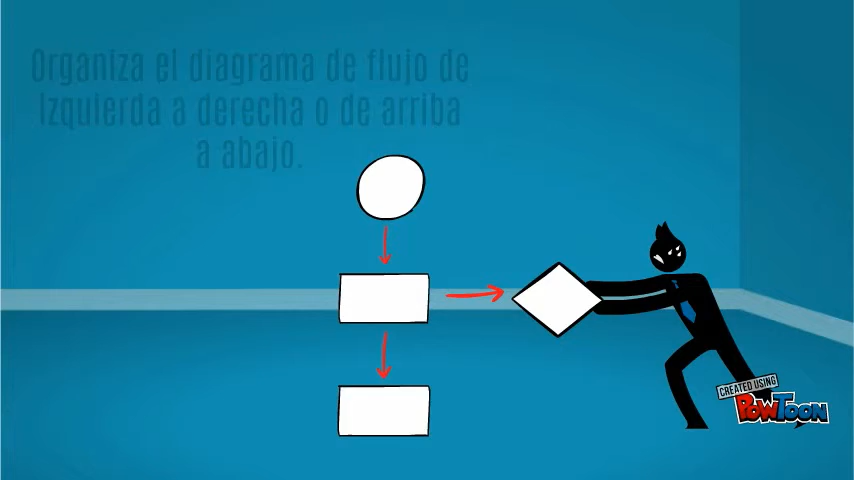 Organiza el diagrama de flujo de
izquierda a derecha o de arriba
a abajo.
CREATED USING
POWTOON